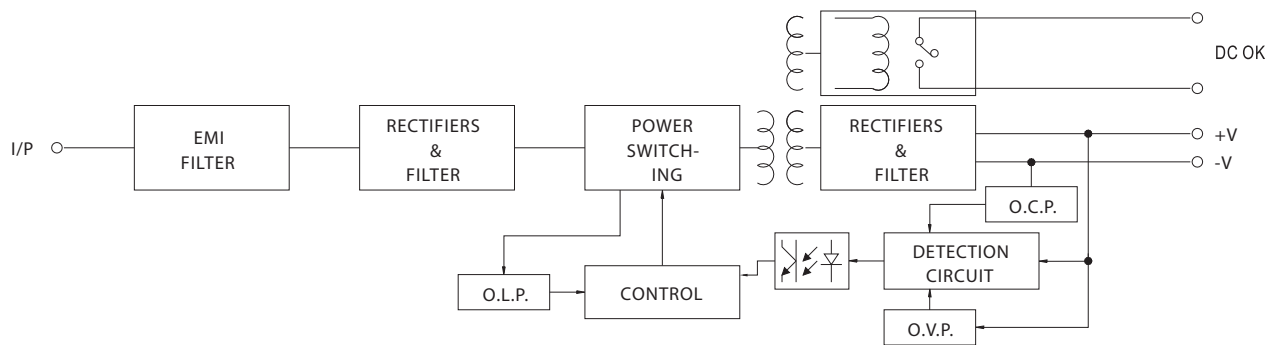 DC OK
I/P
EMI
FILTER
RECTIFIERS
&
FILTER
POWER
SWITCH-
ING
RECTIFIERS
&
FILTER
+V
-V
O.C.P.
DETECTION
CIRCUIT
O.L.P.
CONTROL
O.V.P.